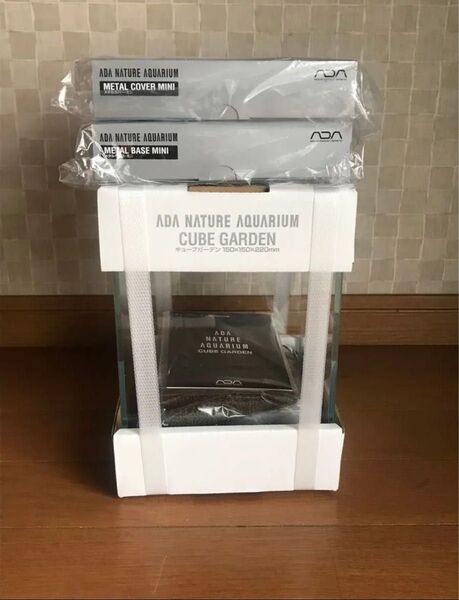 ADA NATURE AQUARIUM
METAL COVER MINI
ADA
ADA NATURE AQUARIUM
METAL BASE MINI
ADA
ADA NATURE AQUARIUM
CUBE GARDEN
キューブガーデン 150×150×220mm
ADA
NATURE
AQUARIUM
CUBE GARDEN
ADA